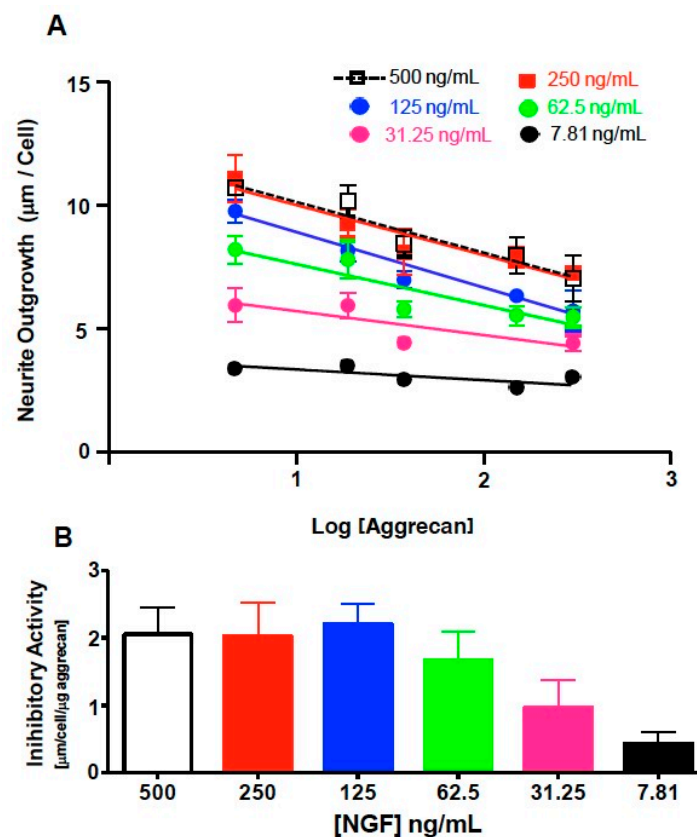 A
15
500 ng/mL 250 ng/mL
125 ng/mL 62.5 ng/mL
31.25 ng/mL 7.81 ng/mL
10
5
0
Neurite Outgrowth (µm / Cell)
1 2 3
Log [Aggrecan]
B
3
2
1
0
Inihibitory Activity
[µm/cell/µg aggrecan]
500 250 125 62.5 31.25 7.81
[NGF] ng/mL